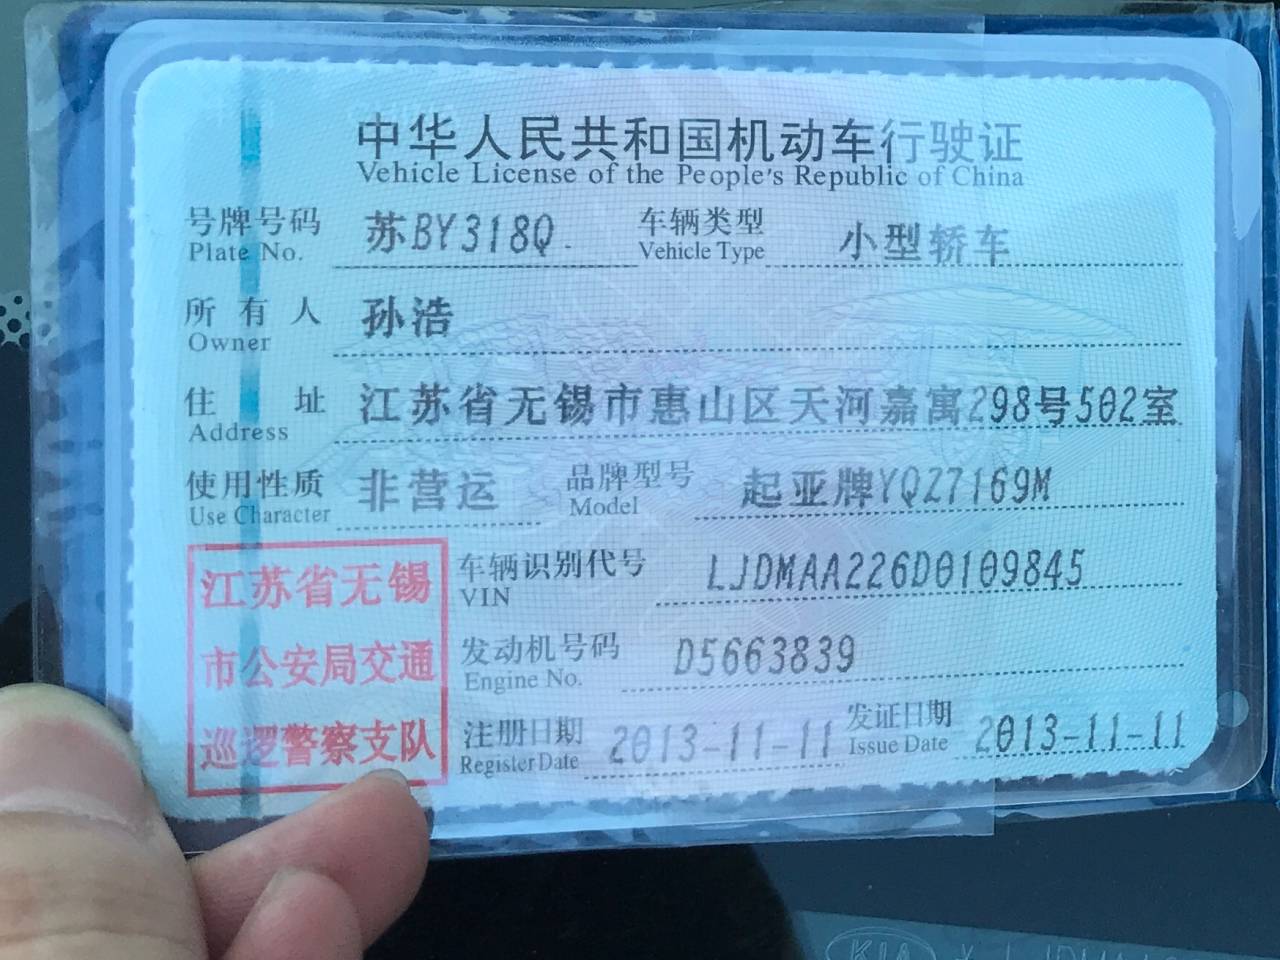 中华人民共和国机动车行驶证
Vehicle License of the People's Republic of China
号牌号码 苏BY318Q 车辆类型 小型轿车
Plate No. Vehicle Type
所有人 孙浩
Owner
住址 江苏省无锡市惠山区天河嘉寓298号502室
Address
使用性质 非营运 品牌型号 起亚牌YQZ7169M
Use Character Model
江苏省无锡
市公安局交通
巡逻警察支队
车辆识别代号 LJDMAA226D0109845
VIN
发动机号码 D5663839
Engine No.
注册日期 2013-11-11 发证日期 2013-11-11
Register Date Issue Date
KIA